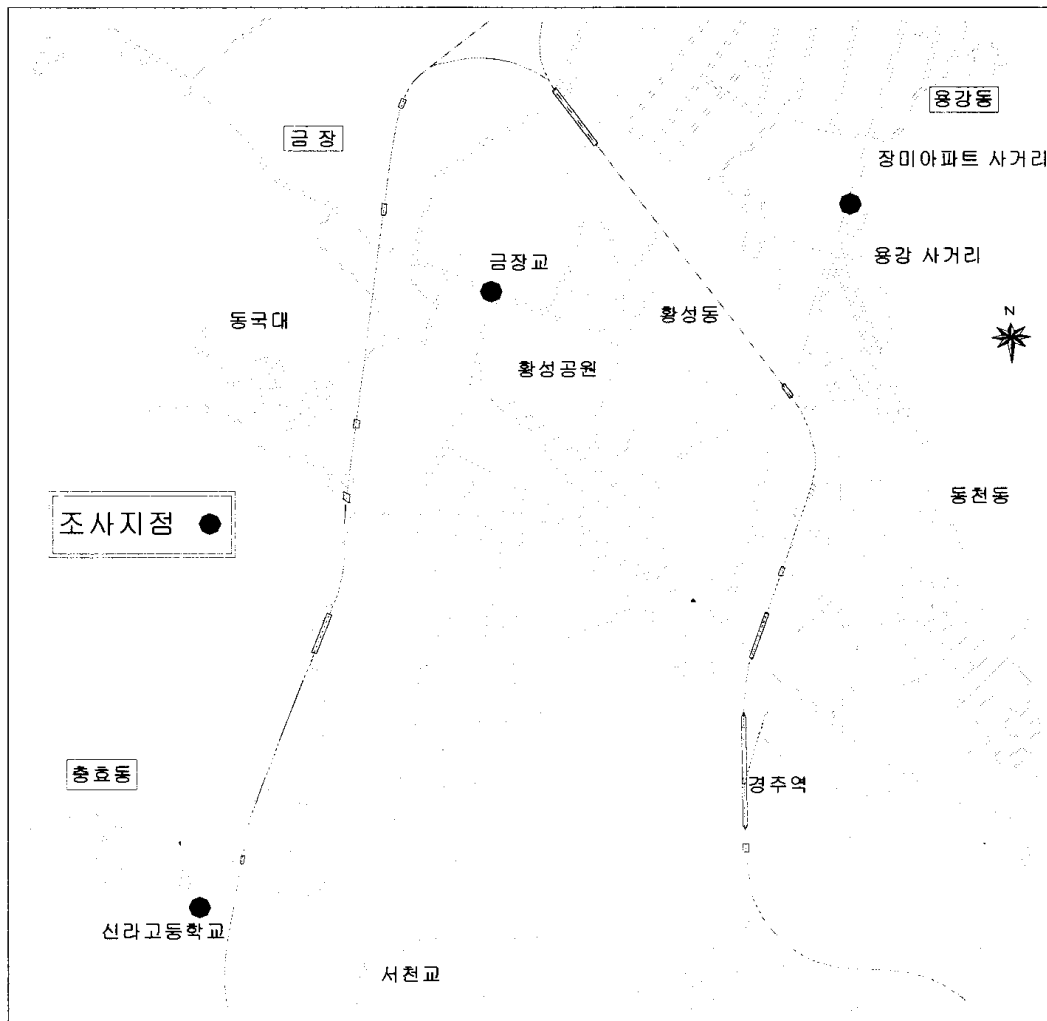 용강동
금 장
장미아파트 사거리
용강 사거리
금장교
N
황성동
동국대
황성공원
동천동
조사지점
충효동
경주역
신라고등학교
서천교